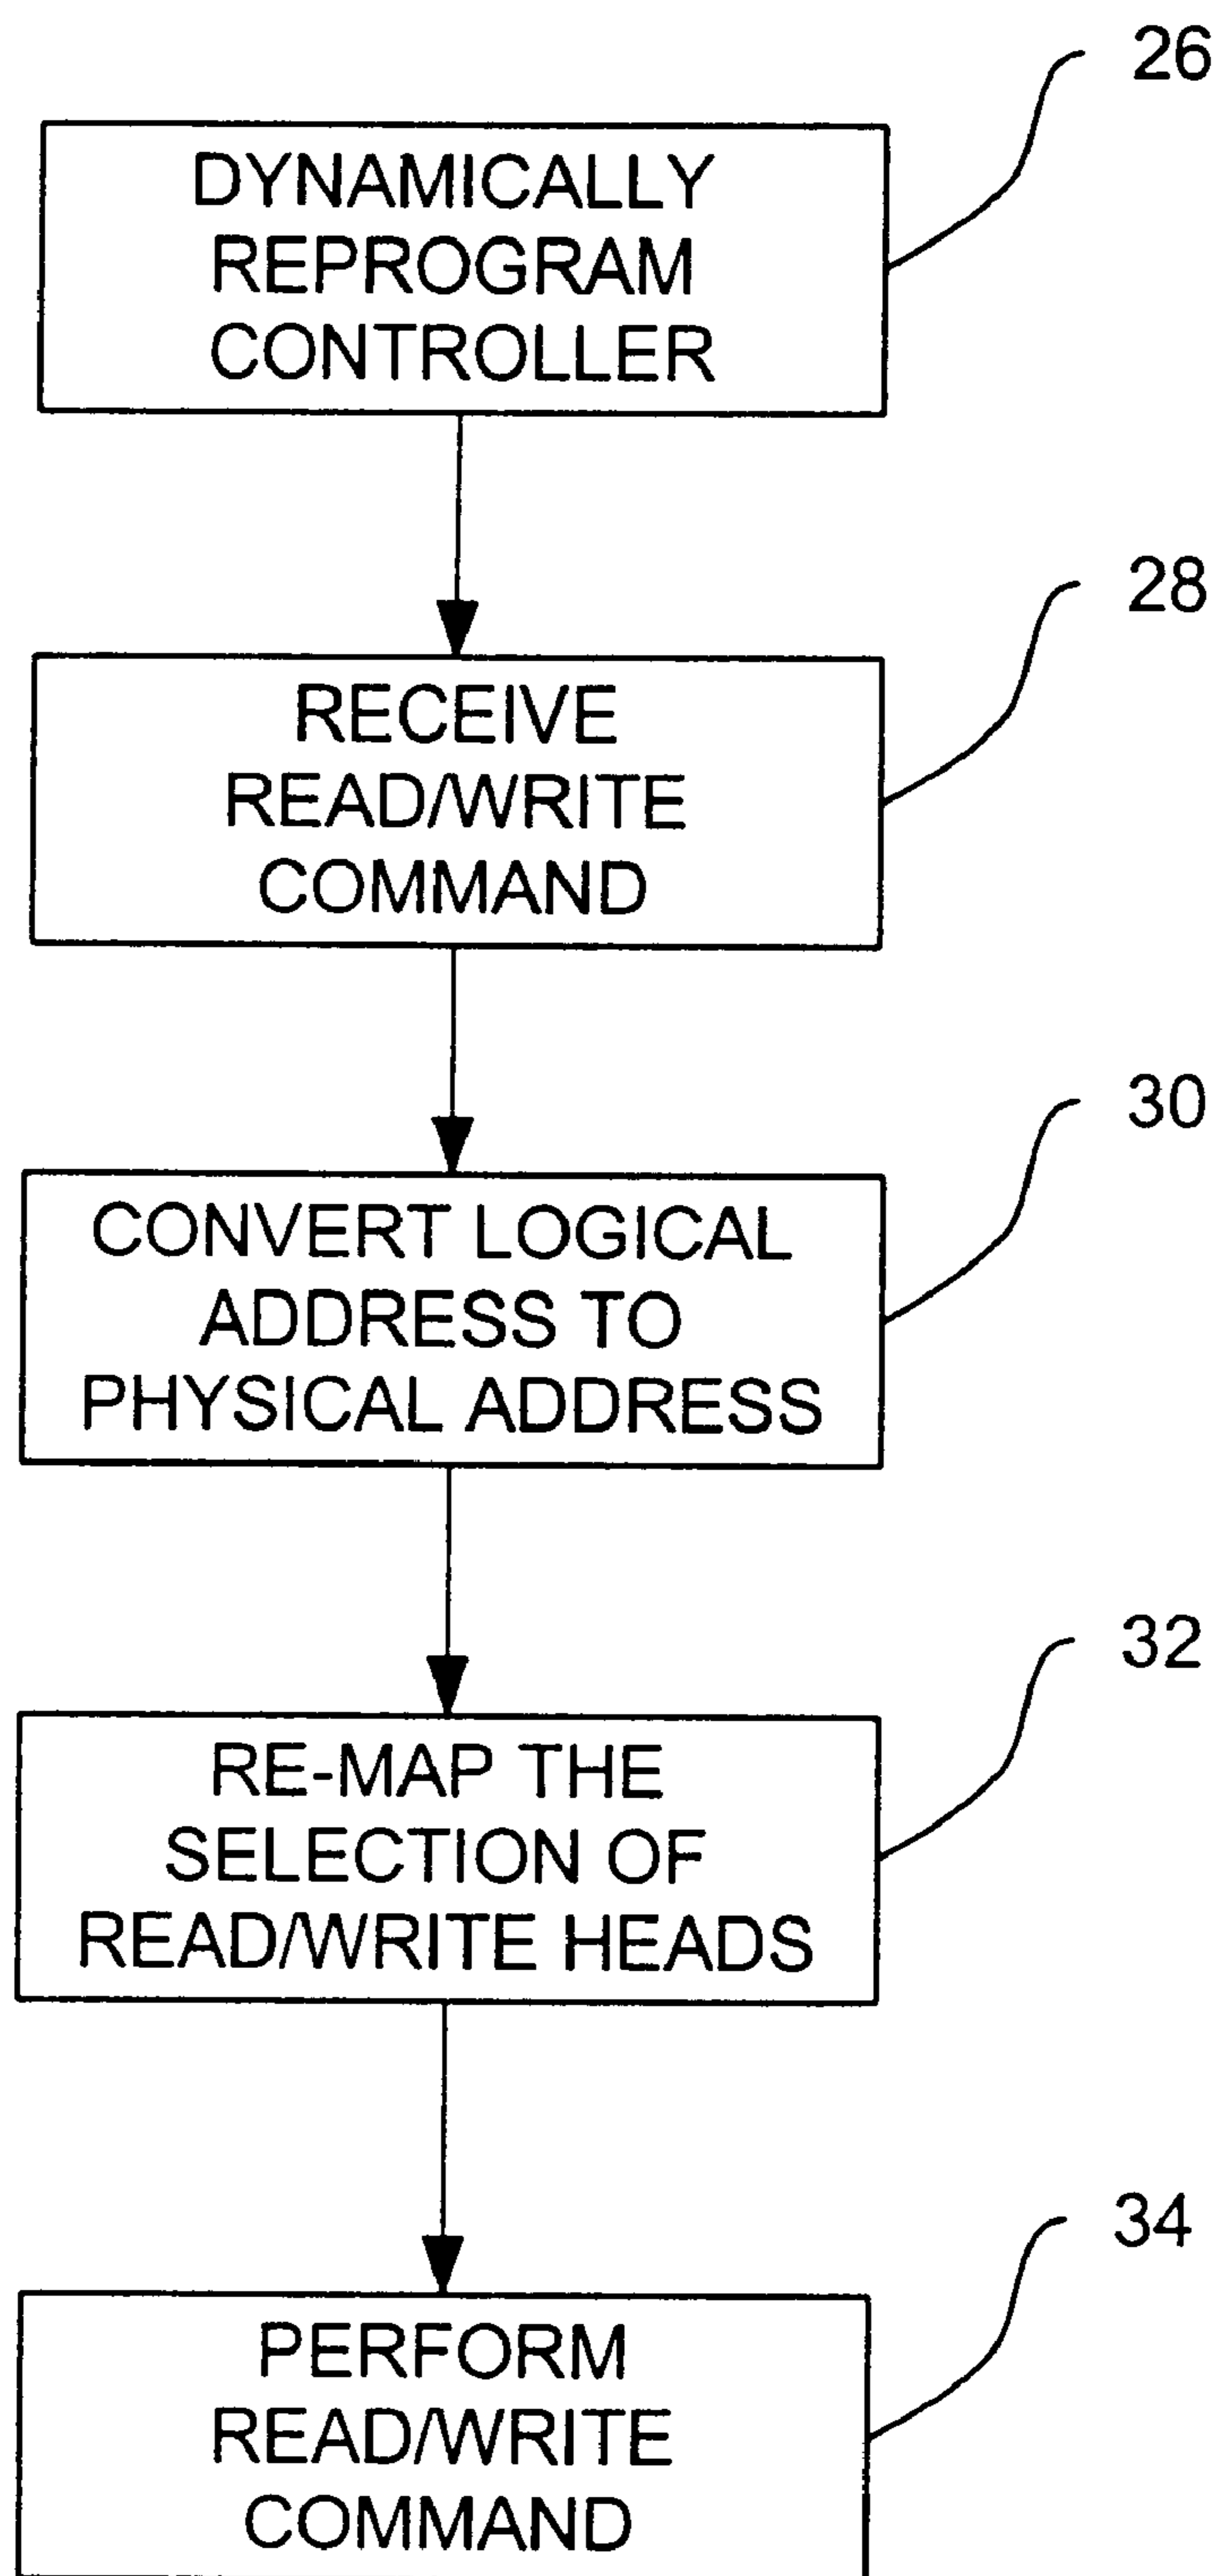 26
DYNAMICALLY
REPROGRAM
CONTROLLER
28
RECEIVE
READ/WRITE
COMMAND
30
CONVERT LOGICAL
ADDRESS TO
PHYSICAL ADDRESS
32
RE-MAP THE
SELECTION OF
READ/WRITE HEADS
34
PERFORM
READ/WRITE
COMMAND